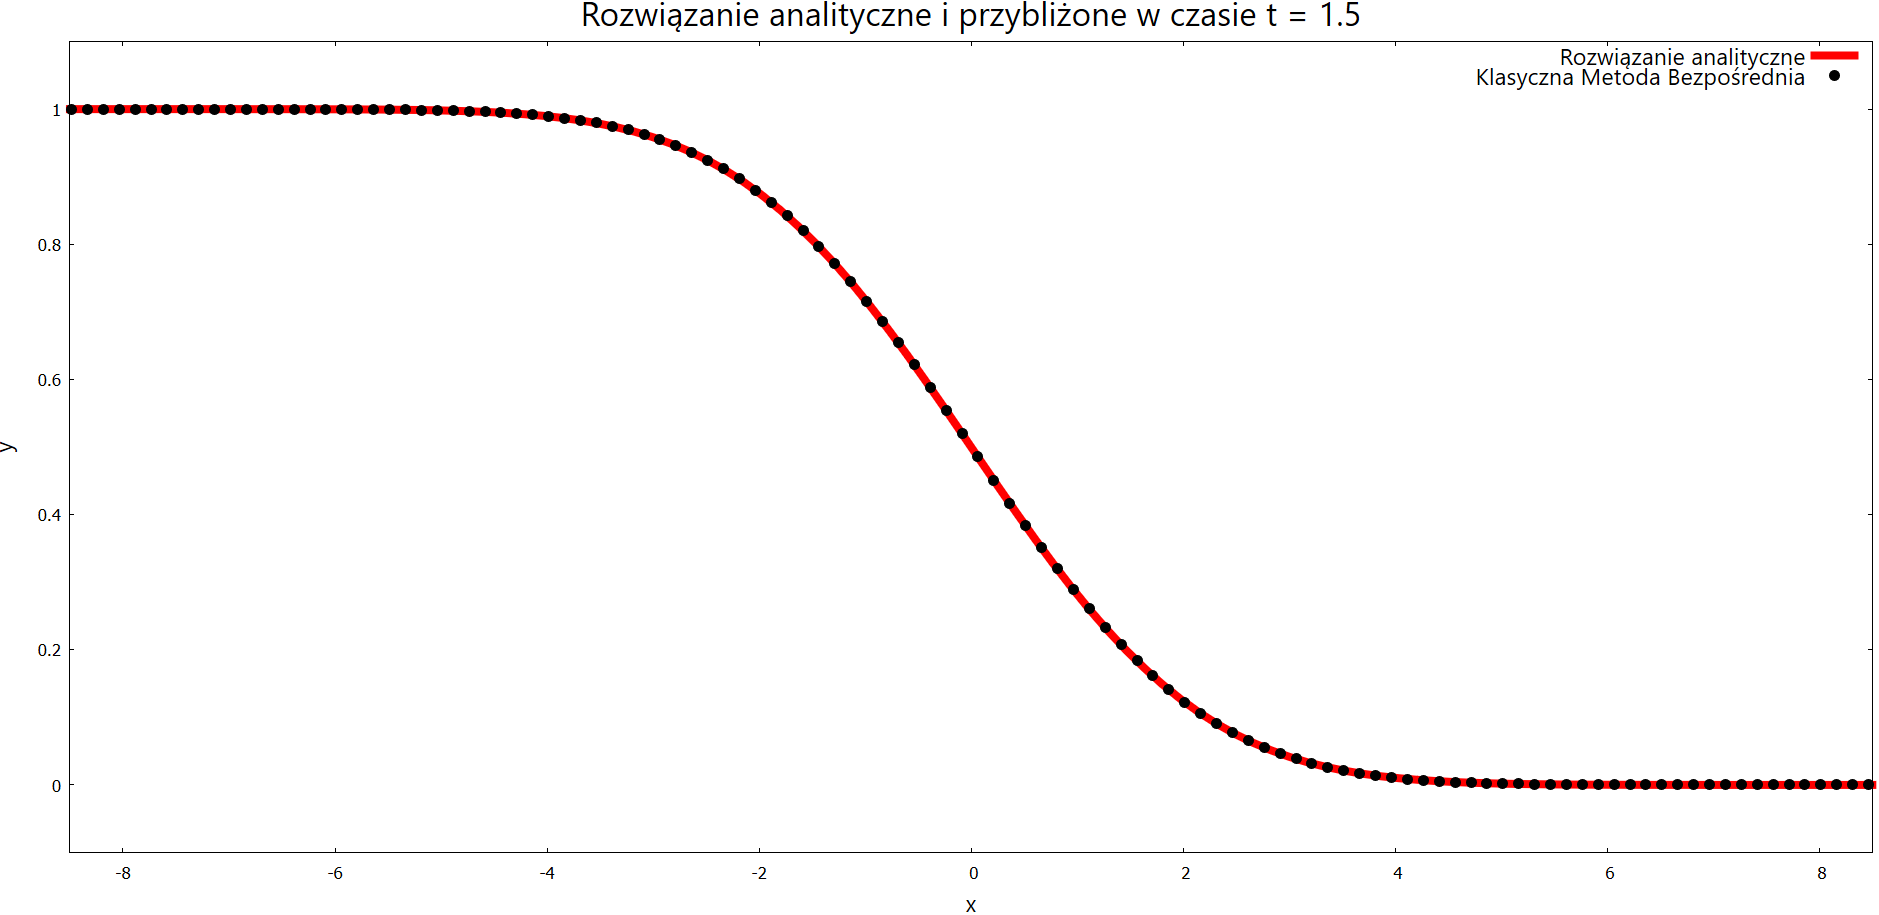 Rozwiązanie analityczne i przybliżone w czasie t = 1.5
Rozwiązanie analityczne
Klasyczna Metoda Bezpośrednia
1
0.8
0.6
0.4
0.2
0
y
-8 -6 -4 -2 0 2 4 6 8
x